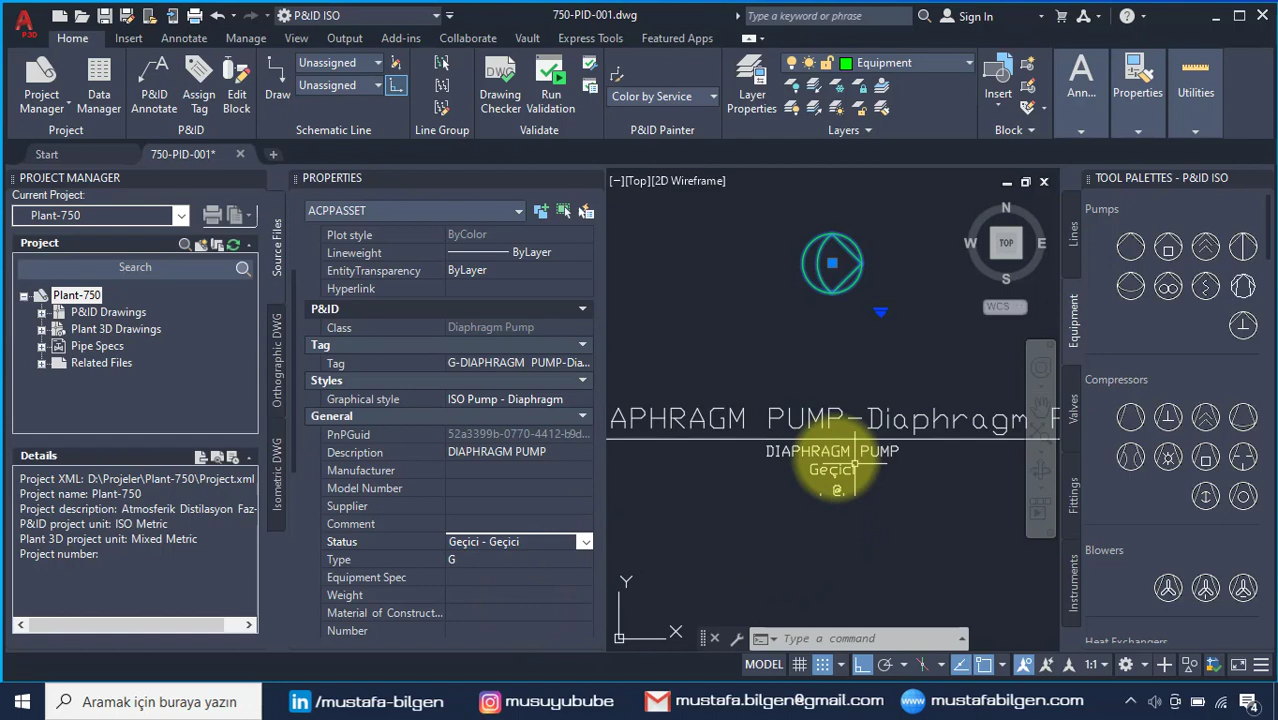 P&ID ISO
750-PID-001.dwg
Type a keyword or phrase
Sign In
P3D
Home
Insert
Annotate
Manage
View
Output
Add-ins
Collaborate
Vault
Express Tools
Featured Apps
Project
Manager
Data
Manager
Project
P&ID
Annotate
Assign
Tag
Edit
Block
P&ID
Draw
Unassigned
Unassigned
Schematic Line
Line Group
DWG
Drawing
Checker
Run
Validation
Validate
Color by Service
P&ID Painter
Layer
Properties
Equipment
Layers
Insert
Block
Ann...
Properties
Utilities
Start
750-PID-001*
PROJECT MANAGER
Current Project:
Plant-750
Project
Search
Plant-750
P&ID Drawings
Plant 3D Drawings
Pipe Specs
Related Files
Details
Project XML: D:\Projeler\Plant-750\Project.xml
Project name: Plant-750
Project description: Atmosferik Distilasyon Faz-
P&ID project unit: ISO Metric
Plant 3D project unit: Mixed Metric
Project number:
Source Files
Orthographic DWG
Isometric DWG
PROPERTIES
ACPPASSET
Plot style ByColor
Lineweight ByLayer
EntityTransparency ByLayer
Hyperlink
P&ID
Class Diaphragm Pump
Tag
Tag G-DIAPHRAGM PUMP-Dia...
Styles
Graphical style ISO Pump - Diaphragm
General
PnPGuid 52a3399b-0770-4412-b9d...
Description DIAPHRAGM PUMP
Manufacturer
Model Number
Supplier
Comment
Status Geçici - Geçici
Type G
Equipment Spec
Weight
Material of Construct...
Number
[−][Top][2D Wireframe]
N
W TOP E
S
WCS
APHRAGM PUMP-Diaphragm P
DIAPHRAGM PUMP
Geçici
. @.
Y
X
Type a command
TOOL PALETTES - P&ID ISO
Lines
Equipment
Valves
Fittings
Instruments
Pumps
Compressors
Blowers
Heat Exchangers
MODEL
1:1
Aramak için buraya yazın
in /mustafa-bilgen
musuyubube
mustafa.bilgen@gmail.com
www mustafa-bilgen.com
4